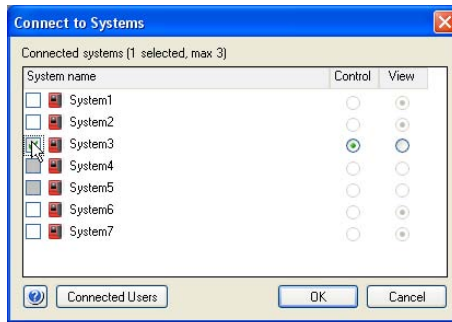 Connect to Systems
Connected systems (1 selected, max 3)
System name Control View
System1
System2
System3
System4
System5
System6
System7
Connected Users OK Cancel